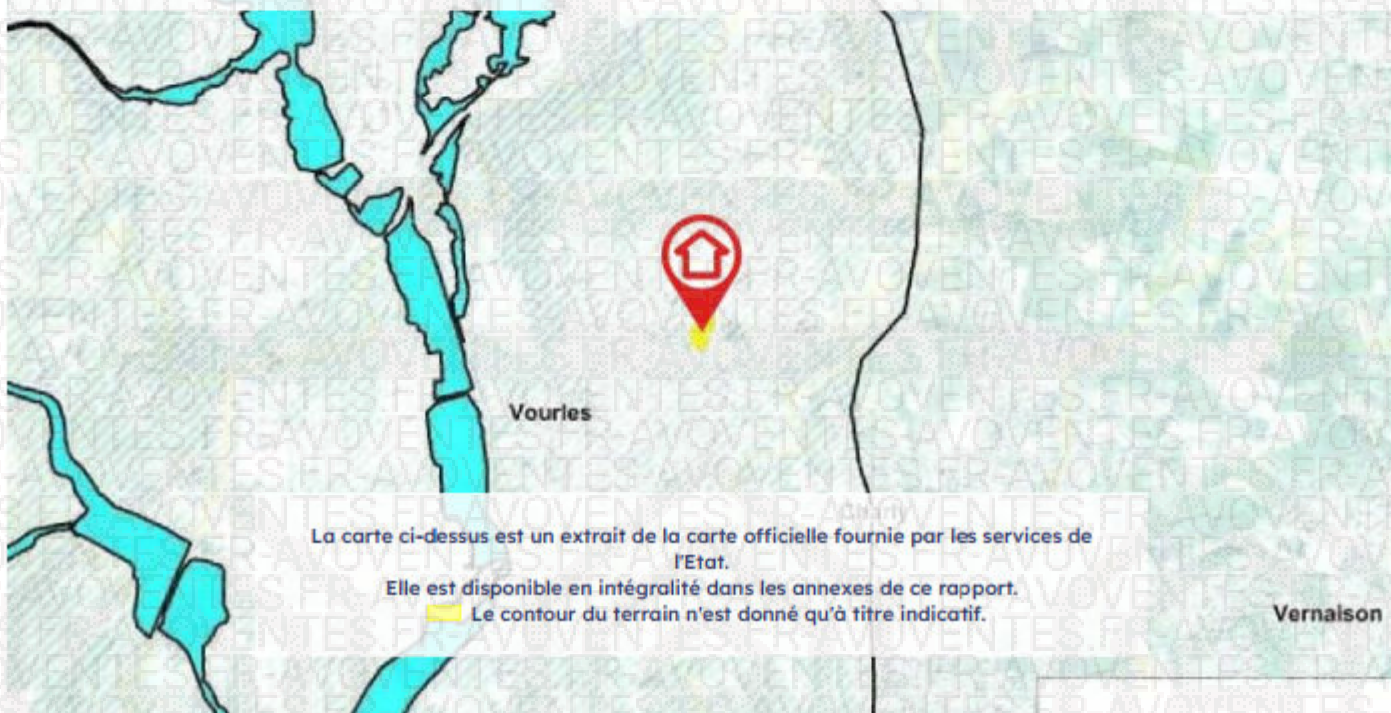 Vourles
La carte ci-dessus est un extrait de la carte officielle fournie par les services de
l'Etat.
Elle est disponible en intégralité dans les annexes de ce rapport.
Le contour du terrain n'est donné qu'à titre indicatif.
Vernaison